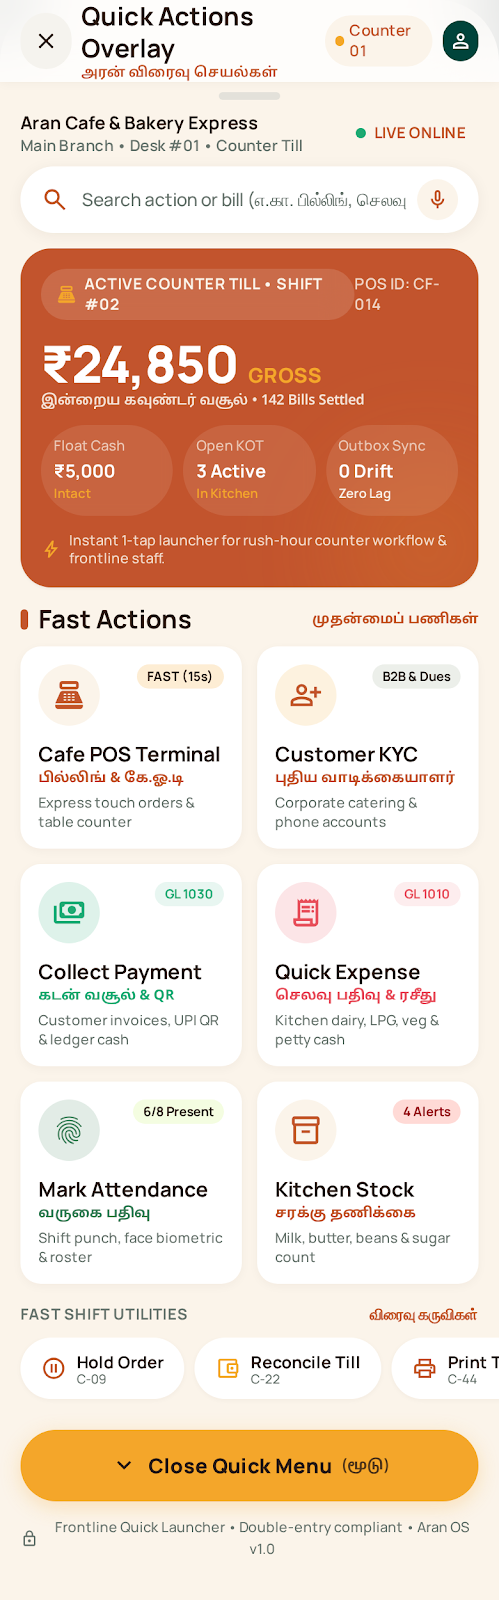 Quick Actions
Overlay
அரன் விரைவு செயல்கள்
Counter
01
Aran Cafe & Bakery Express
Main Branch • Desk #01 • Counter Till
LIVE ONLINE
Search action or bill (எ.கா. பில்லிங், செலவு
ACTIVE COUNTER TILL • SHIFT
#02
POS ID: CF-
014
₹24,850 GROSS
இன்றைய கவுண்டர் வசூல் • 142 Bills Settled
Float Cash
₹5,000
Intact
Open KOT
3 Active
In Kitchen
Outbox Sync
0 Drift
Zero Lag
Instant 1-tap launcher for rush-hour counter workflow &
frontline staff.
Fast Actions
முதன்மைப் பணிகள்
FAST (15s)
Cafe POS Terminal
பில்லிங் & கே.ஓ.டி
Express touch orders &
table counter
B2B & Dues
Customer KYC
புதிய வாடிக்கையாளர்
Corporate catering &
phone accounts
GL 1030
Collect Payment
கடன் வசூல் & QR
Customer invoices, UPI QR
& ledger cash
GL 1010
Quick Expense
செலவு பதிவு & ரசீது
Kitchen dairy, LPG, veg &
petty cash
6/8 Present
Mark Attendance
வருகை பதிவு
Shift punch, face biometric
& roster
4 Alerts
Kitchen Stock
சரக்கு தணிக்கை
Milk, butter, beans & sugar
count
FAST SHIFT UTILITIES
விரைவு கருவிகள்
Hold Order
C-09
Reconcile Till
C-22
Print T
C-44
Close Quick Menu (மூடு)
Frontline Quick Launcher • Double-entry compliant • Aran OS
v1.0